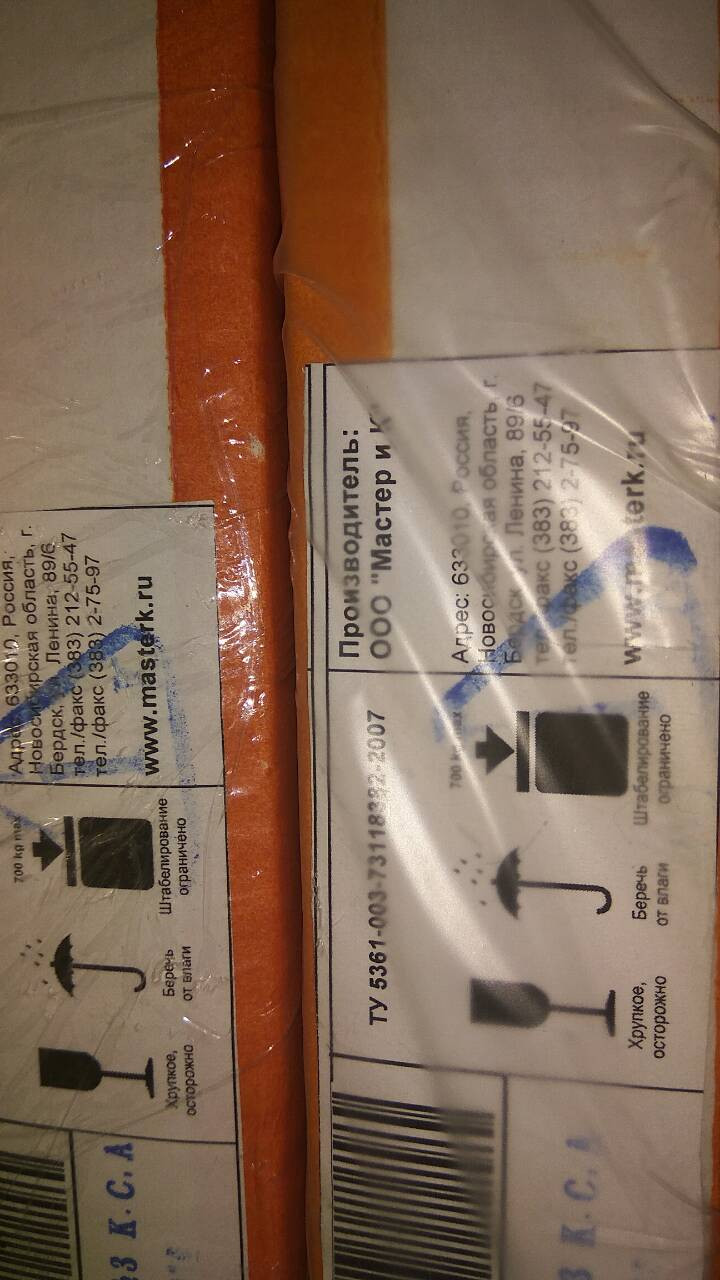 Адрес: 633010, Россия,
Новосибирская область, г.
Бердск, Ленина, 89/6
тел./факс (383) 212-55-47
тел./факс (383) 2-75-97
www.masterk.ru
700 kg max
Штабелирование
ограничено
Беречь
от влаги
Хрупкое,
осторожно
3 К.С.А
Производитель:
ООО "Мастер и К"
Адрес: 633010, Россия,
Новосибирская область, г.
Бердск, ул. Ленина, 89/6
тел./факс (383) 212-55-47
тел./факс (383) 2-75-97
www.masterk.ru
ТУ 5361-003-73118392-2007
700 kg max
Штабелирование
ограничено
Беречь
от влаги
Хрупкое,
осторожно
3 К.С.А